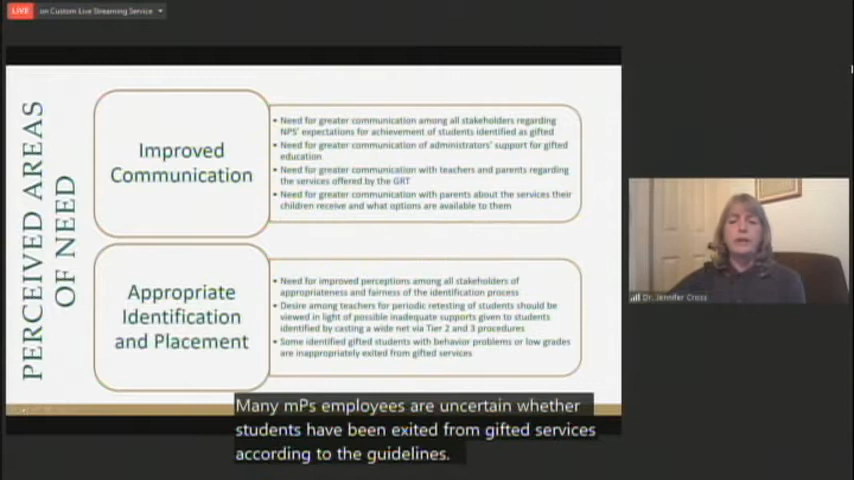 LIVE on Custom Live Streaming Service
PERCEIVED AREAS
OF NEED
Improved
Communication
• Need for greater communication among all stakeholders regarding
NPS' expectations for achievement of students identified as gifted
• Need for greater communication of administrators' support for gifted
education
• Need for greater communication with teachers and parents regarding
the services offered by the GRT
• Need for greater communication with parents about the services their
children receive and what options are available to them
Appropriate
Identification
and Placement
• Need for improved perceptions among all stakeholders of
appropriateness and fairness of the identification process
• Desire among teachers for periodic retesting of students should be
viewed in light of possible inadequate supports given to students
identified by casting a wide net via Tier 2 and 3 procedures
• Some identified gifted students with behavior problems or low grades
are inappropriately exited from gifted services
Dr. Jennifer Cross
Many mPs employees are uncertain whether
students have been exited from gifted services
according to the guidelines.